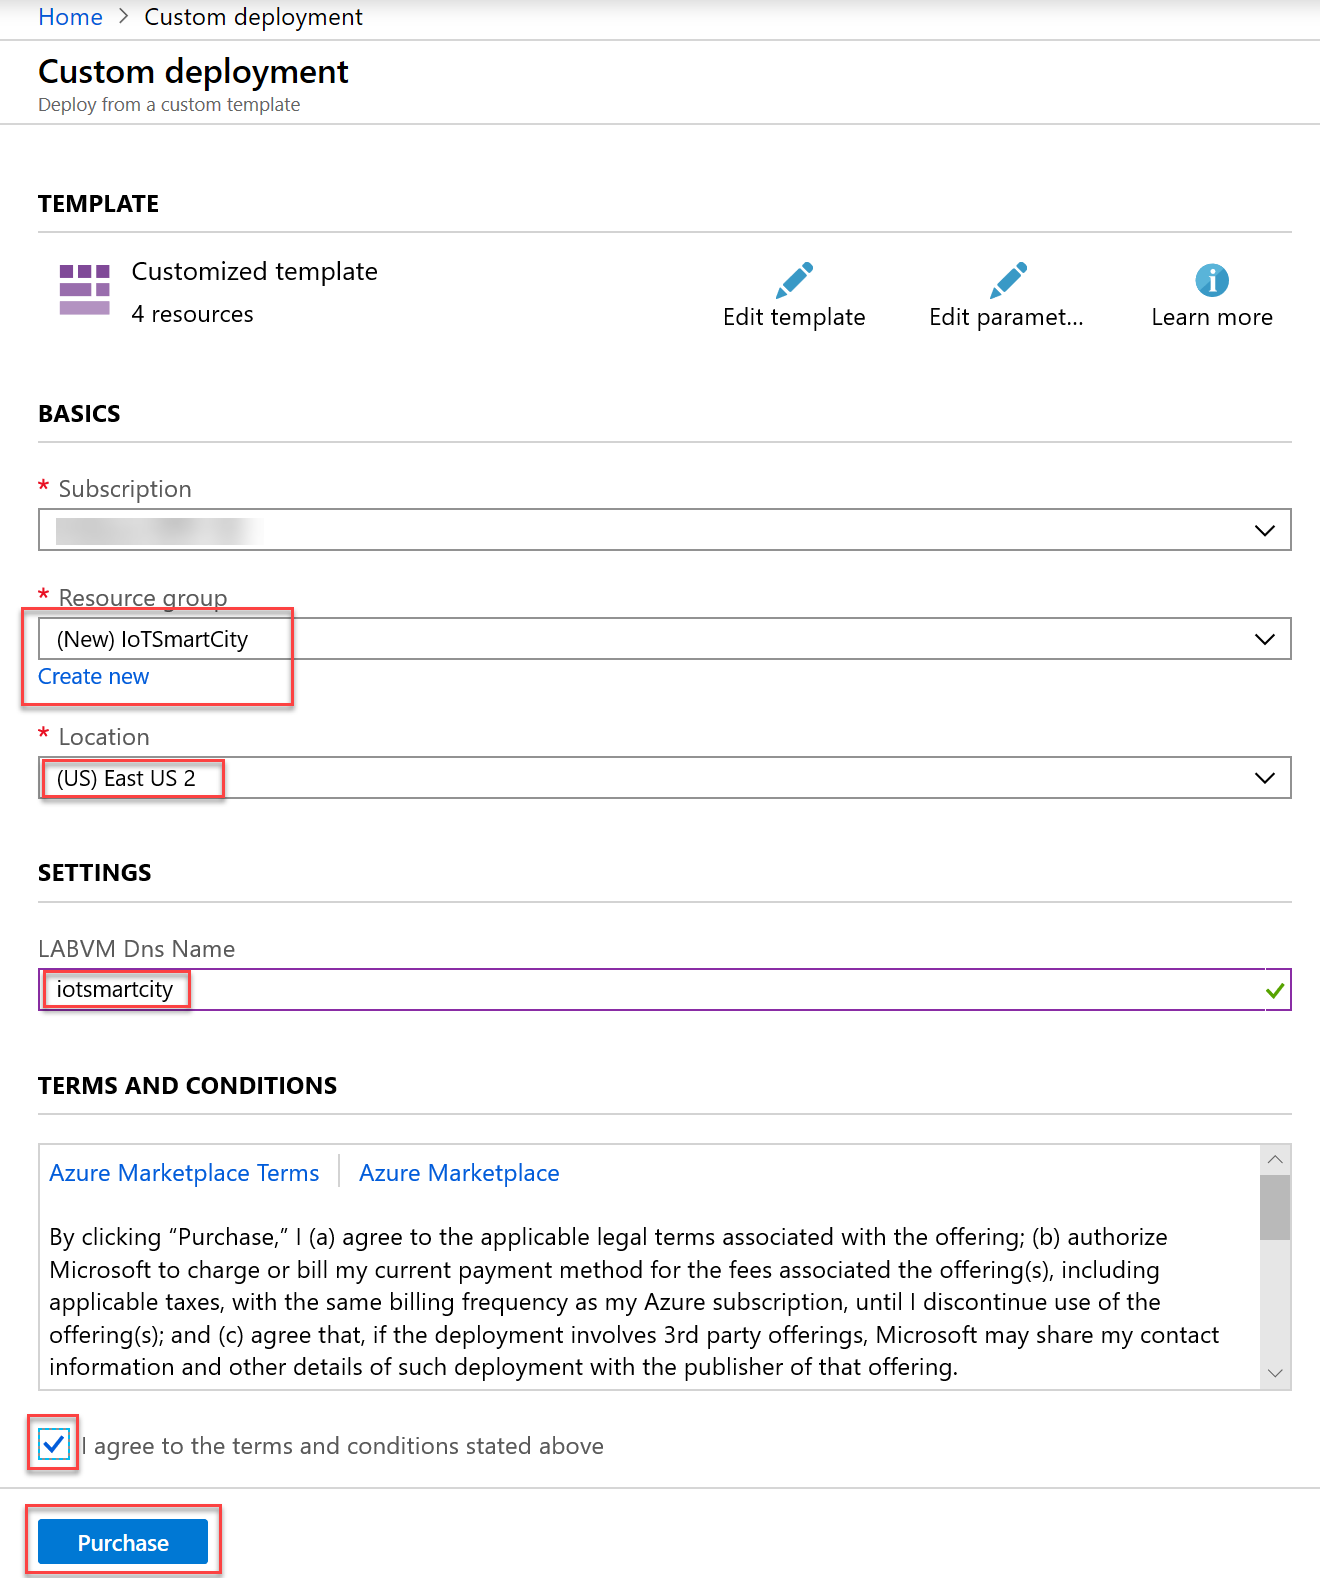 Home > Custom deployment
Custom deployment
Deploy from a custom template
TEMPLATE
Customized template
4 resources
Edit template
Edit paramet...
Learn more
BASICS
* Subscription
* Resource group
(New) IoTSmartCity
Create new
* Location
(US) East US 2
SETTINGS
LABVM Dns Name
iotsmartcity
TERMS AND CONDITIONS
Azure Marketplace Terms | Azure Marketplace
By clicking “Purchase,” I (a) agree to the applicable legal terms associated with the offering; (b) authorize
Microsoft to charge or bill my current payment method for the fees associated the offering(s), including
applicable taxes, with the same billing frequency as my Azure subscription, until I discontinue use of the
offering(s); and (c) agree that, if the deployment involves 3rd party offerings, Microsoft may share my contact
information and other details of such deployment with the publisher of that offering.
I agree to the terms and conditions stated above
Purchase